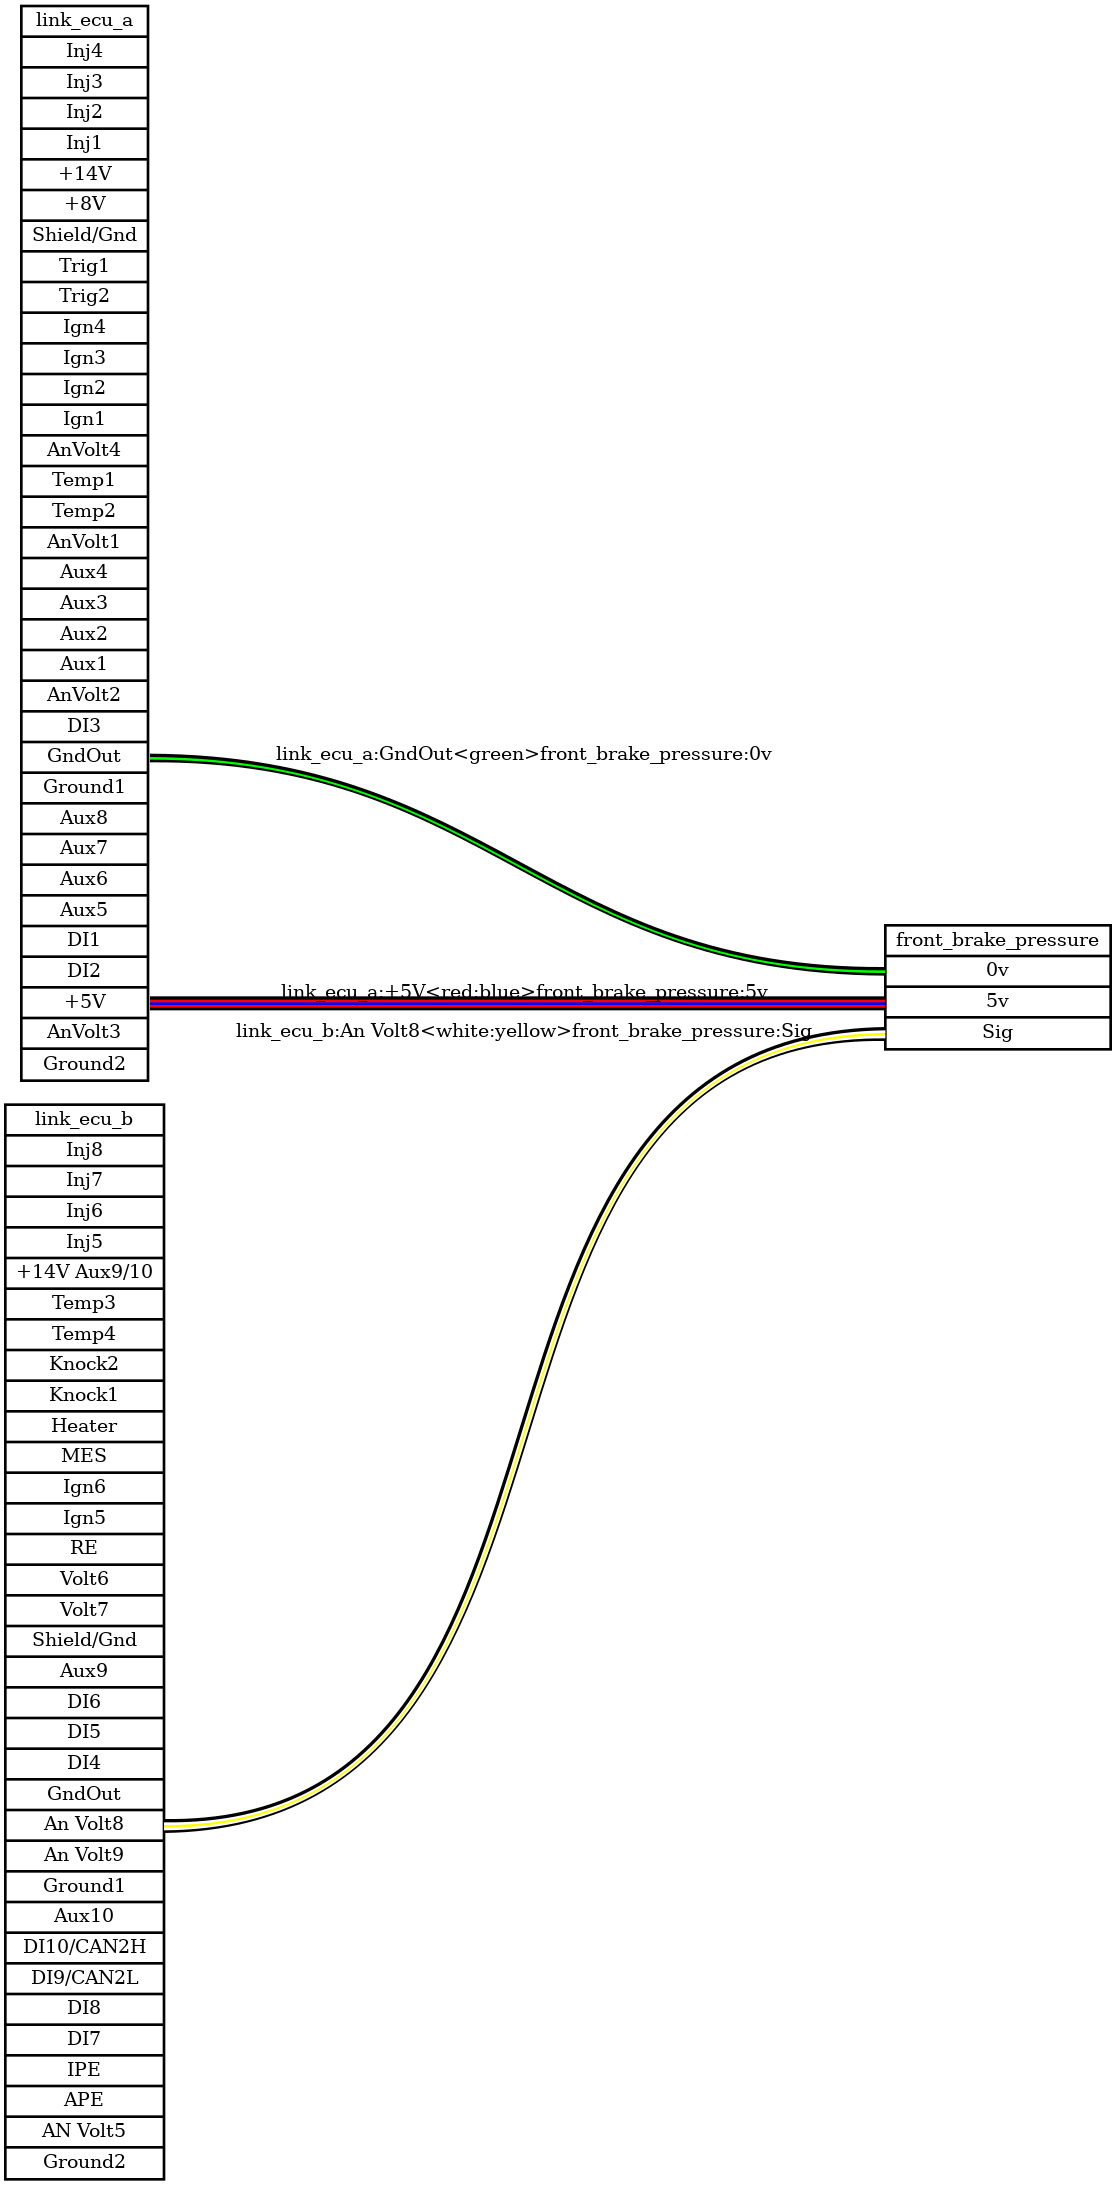 link_ecu_a
Inj4
Inj3
Inj2
Inj1
+14V
+8V
Shield/Gnd
Trig1
Trig2
Ign4
Ign3
Ign2
Ign1
AnVolt4
Temp1
Temp2
AnVolt1
Aux4
Aux3
Aux2
Aux1
AnVolt2
DI3
GndOut
Ground1
Aux8
Aux7
Aux6
Aux5
DI1
DI2
+5V
AnVolt3
Ground2
link_ecu_a:GndOut<green>front_brake_pressure:0v
link_ecu_a:+5V<red:blue>front_brake_pressure:5v
link_ecu_b:An Volt8<white:yellow>front_brake_pressure:Sig
front_brake_pressure
0v
5v
Sig
link_ecu_b
Inj8
Inj7
Inj6
Inj5
+14V Aux9/10
Temp3
Temp4
Knock2
Knock1
Heater
MES
Ign6
Ign5
RE
Volt6
Volt7
Shield/Gnd
Aux9
DI6
DI5
DI4
GndOut
An Volt8
An Volt9
Ground1
Aux10
DI10/CAN2H
DI9/CAN2L
DI8
DI7
IPE
APE
AN Volt5
Ground2